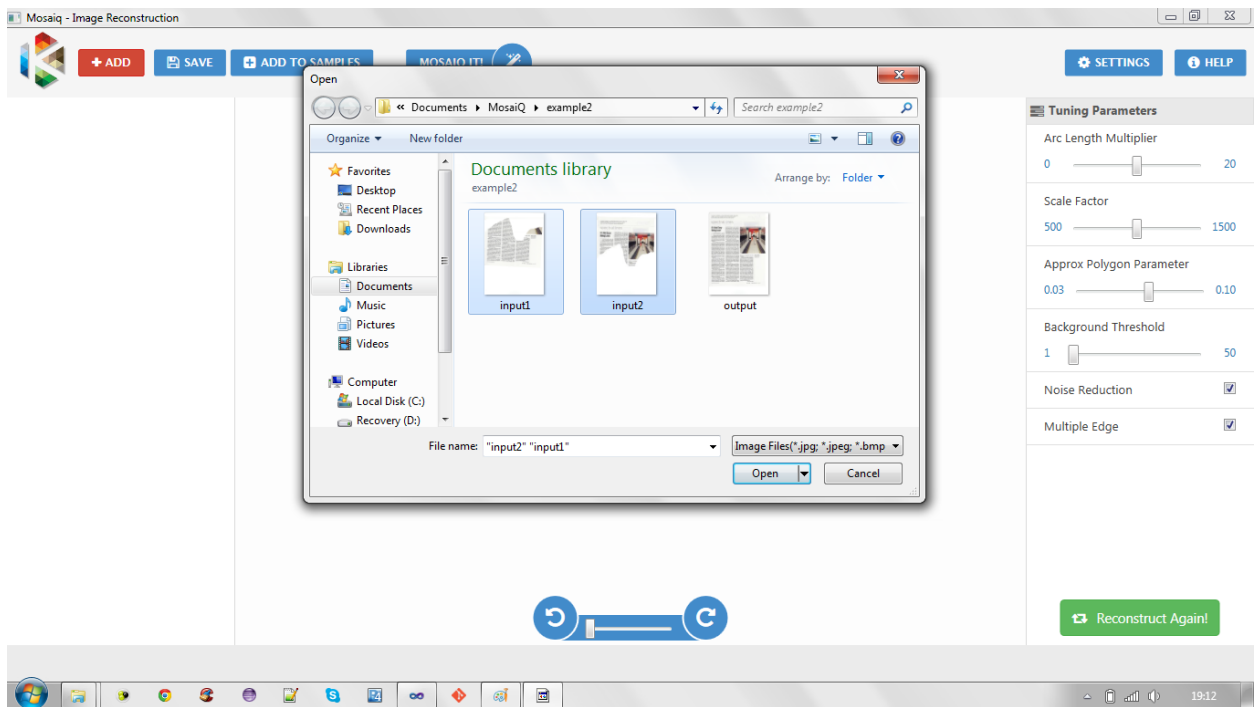 Mosaiq - Image Reconstruction
ADD
SAVE
ADD TO SAMPLES
MOSAIQ IT!
SETTINGS
HELP
Open
« Documents MosaiQ example2
Search example2
Organize New folder
Favorites
Desktop
Recent Places
Downloads
Libraries
Documents
Music
Pictures
Videos
Computer
Local Disk (C:)
Recovery (D:)
Documents library
example2
Arrange by: Folder
input1
input2
output
File name: "input2" "input1"
Image Files(*.jpg; *.jpeg; *.bmp
Open
Cancel
Tuning Parameters
Arc Length Multiplier
0 20
Scale Factor
500 1500
Approx Polygon Parameter
0.03 0.10
Background Threshold
1 50
Noise Reduction
Multiple Edge
Reconstruct Again!
19:12